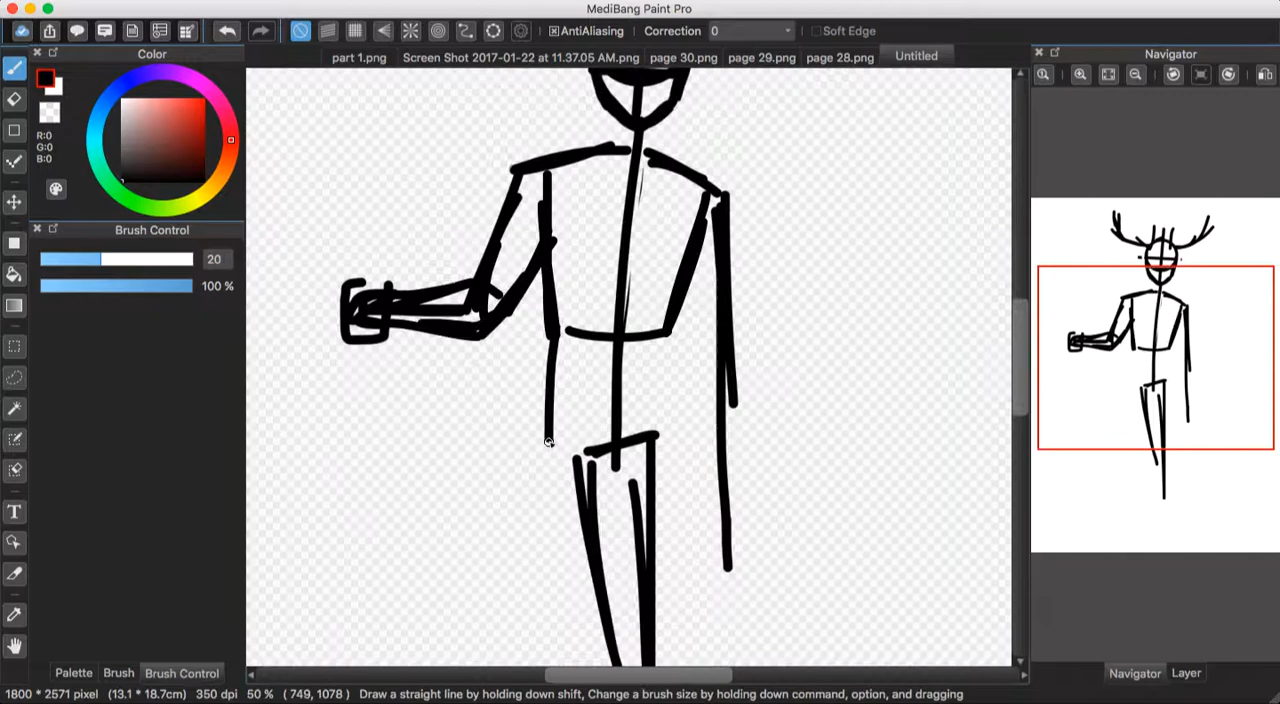 MediBang Paint Pro
AntiAliasing Correction 0 Soft Edge
Color
part 1.png Screen Shot 2017-01-22 at 11.37.05 AM.png page 30.png page 29.png page 28.png Untitled
Navigator
R:0
G:0
B:0
Brush Control
20
100 %
T
Palette Brush Brush Control
Navigator Layer
1800 * 2571 pixel (13.1 * 18.7cm) 350 dpi 50 % ( 749, 1078 ) Draw a straight line by holding down shift, Change a brush size by holding down command, option, and dragging